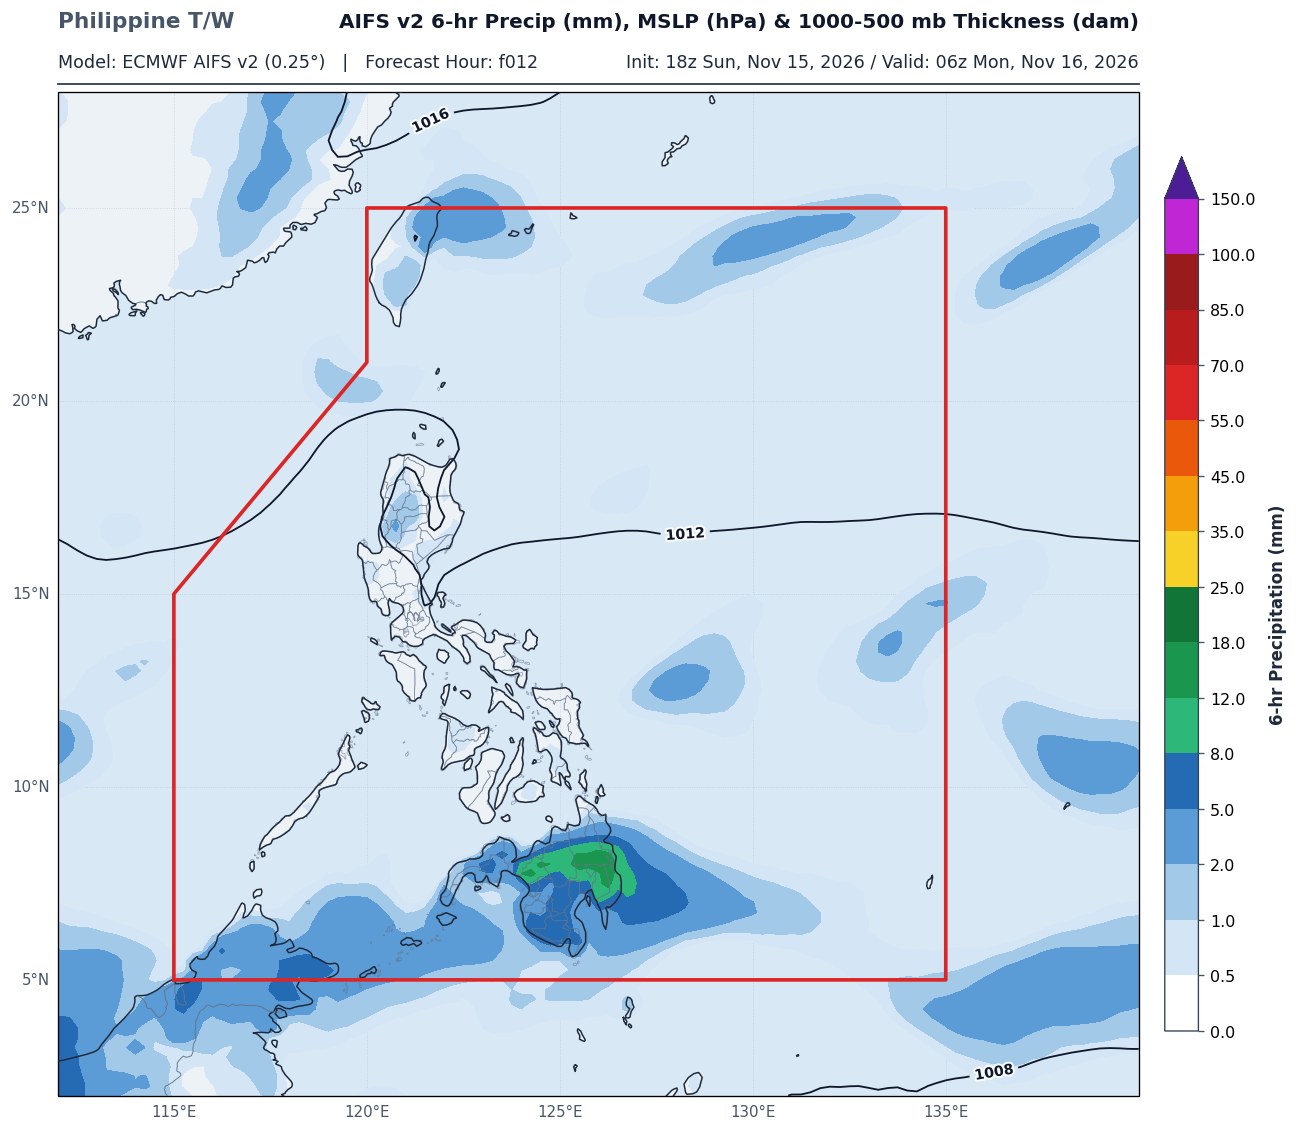 Philippine T/W
AIFS v2 6-hr Precip (mm), MSLP (hPa) & 1000-500 mb Thickness (dam)
Model: ECMWF AIFS v2 (0.25°) | Forecast Hour: f012
Init: 18z Sun, Nov 15, 2026 / Valid: 06z Mon, Nov 16, 2026
1016
25°N
20°N
1012
15°N
10°N
5°N
1008
115°E
120°E
125°E
130°E
135°E
150.0
100.0
85.0
70.0
55.0
45.0
35.0
25.0
18.0
12.0
8.0
5.0
2.0
1.0
0.5
0.0
6-hr Precipitation (mm)